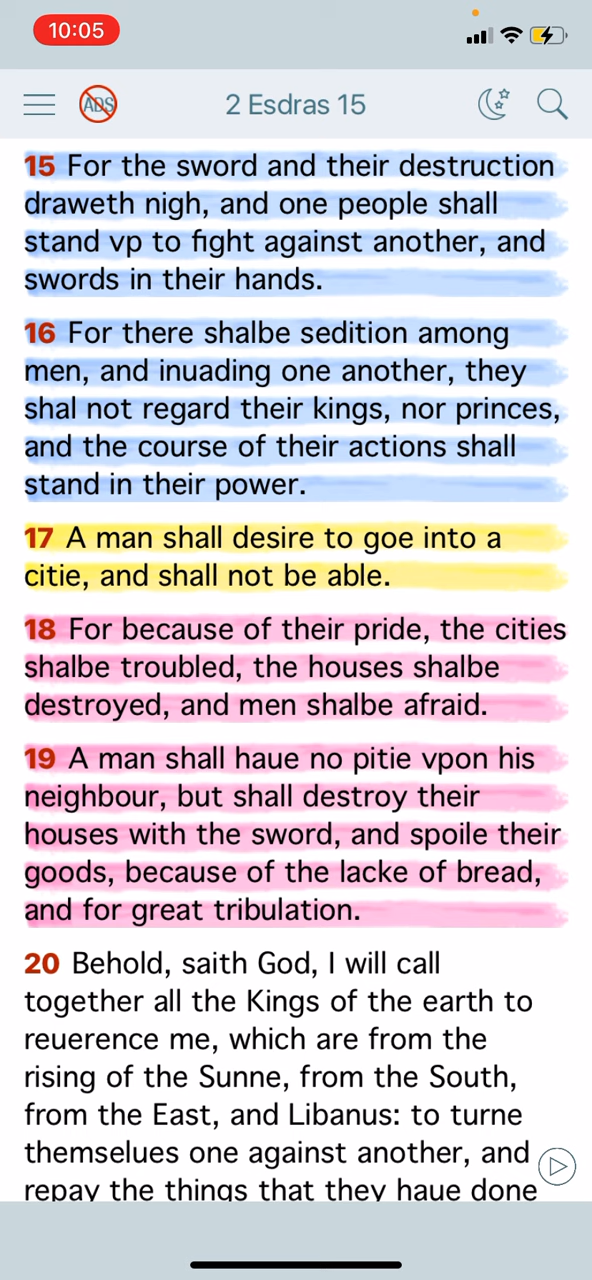 10:05
ADS
2 Esdras 15
15 For the sword and their destruction
draweth nigh, and one people shall
stand vp to fight against another, and
swords in their hands.
16 For there shalbe sedition among
men, and inuading one another, they
shal not regard their kings, nor princes,
and the course of their actions shall
stand in their power.
17 A man shall desire to goe into a
citie, and shall not be able.
18 For because of their pride, the cities
shalbe troubled, the houses shalbe
destroyed, and men shalbe afraid.
19 A man shall haue no pitie vpon his
neighbour, but shall destroy their
houses with the sword, and spoile their
goods, because of the lacke of bread,
and for great tribulation.
20 Behold, saith God, I will call
together all the Kings of the earth to
reuerence me, which are from the
rising of the Sunne, from the South,
from the East, and Libanus: to turne
themselues one against another, and
repay the things that they haue done